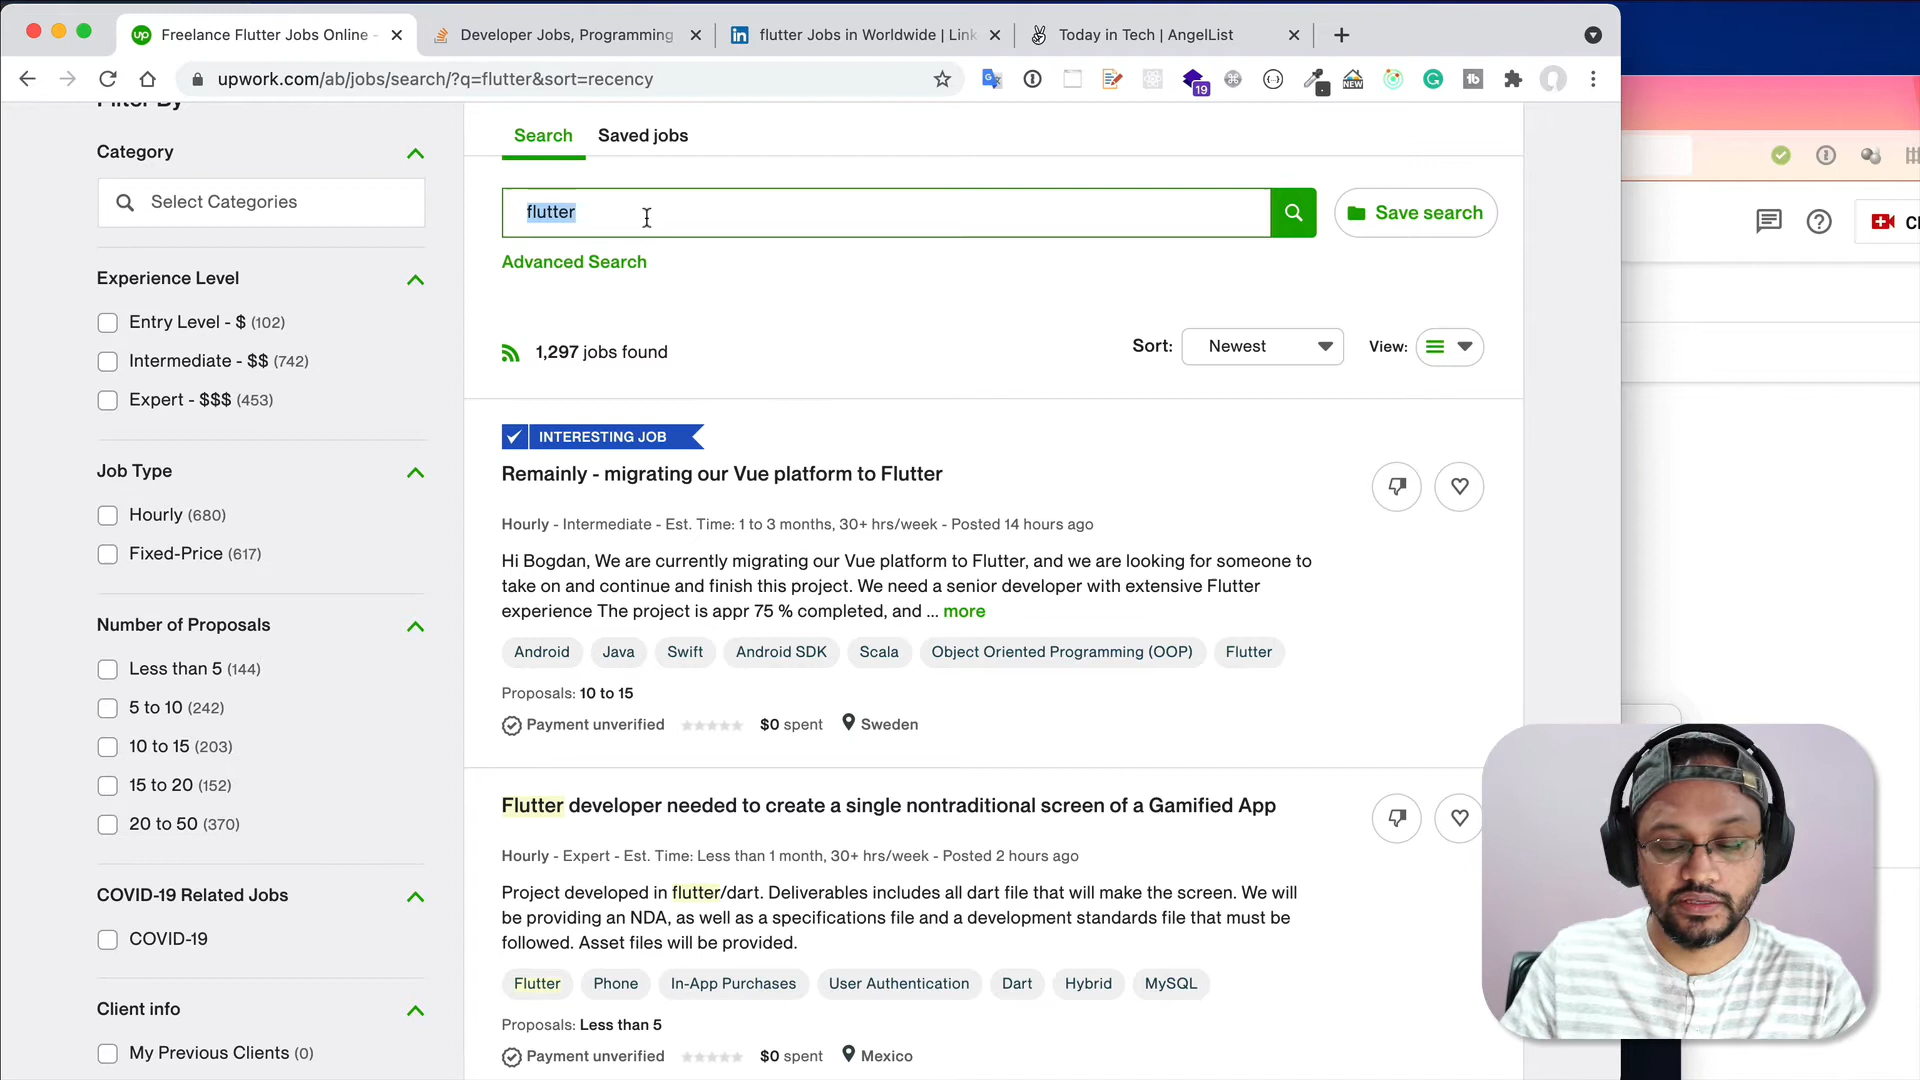 Freelance Flutter Jobs Online -
Developer Jobs, Programming
flutter Jobs in Worldwide | Link
Today in Tech | AngelList
upwork.com/ab/jobs/search/?q=flutter&sort=recency
19
NEW
Filter By
Category
Select Categories
Experience Level
Entry Level - $ (102)
Intermediate - $$ (742)
Expert - $$$ (453)
Job Type
Hourly (680)
Fixed-Price (617)
Number of Proposals
Less than 5 (144)
5 to 10 (242)
10 to 15 (203)
15 to 20 (152)
20 to 50 (370)
COVID-19 Related Jobs
COVID-19
Client info
My Previous Clients (0)
Search Saved jobs
flutter
Save search
Advanced Search
1,297 jobs found
Sort: Newest
View:
INTERESTING JOB
Remainly - migrating our Vue platform to Flutter
Hourly - Intermediate - Est. Time: 1 to 3 months, 30+ hrs/week - Posted 14 hours ago
Hi Bogdan, We are currently migrating our Vue platform to Flutter, and we are looking for someone to
take on and continue and finish this project. We need a senior developer with extensive Flutter
experience The project is appr 75 % completed, and ... more
Android Java Swift Android SDK Scala Object Oriented Programming (OOP) Flutter
Proposals: 10 to 15
Payment unverified $0 spent Sweden
Flutter developer needed to create a single nontraditional screen of a Gamified App
Hourly - Expert - Est. Time: Less than 1 month, 30+ hrs/week - Posted 2 hours ago
Project developed in flutter/dart. Deliverables includes all dart file that will make the screen. We will
be providing an NDA, as well as a specifications file and a development standards file that must be
followed. Asset files will be provided.
Flutter Phone In-App Purchases User Authentication Dart Hybrid MySQL
Proposals: Less than 5
Payment unverified $0 spent Mexico